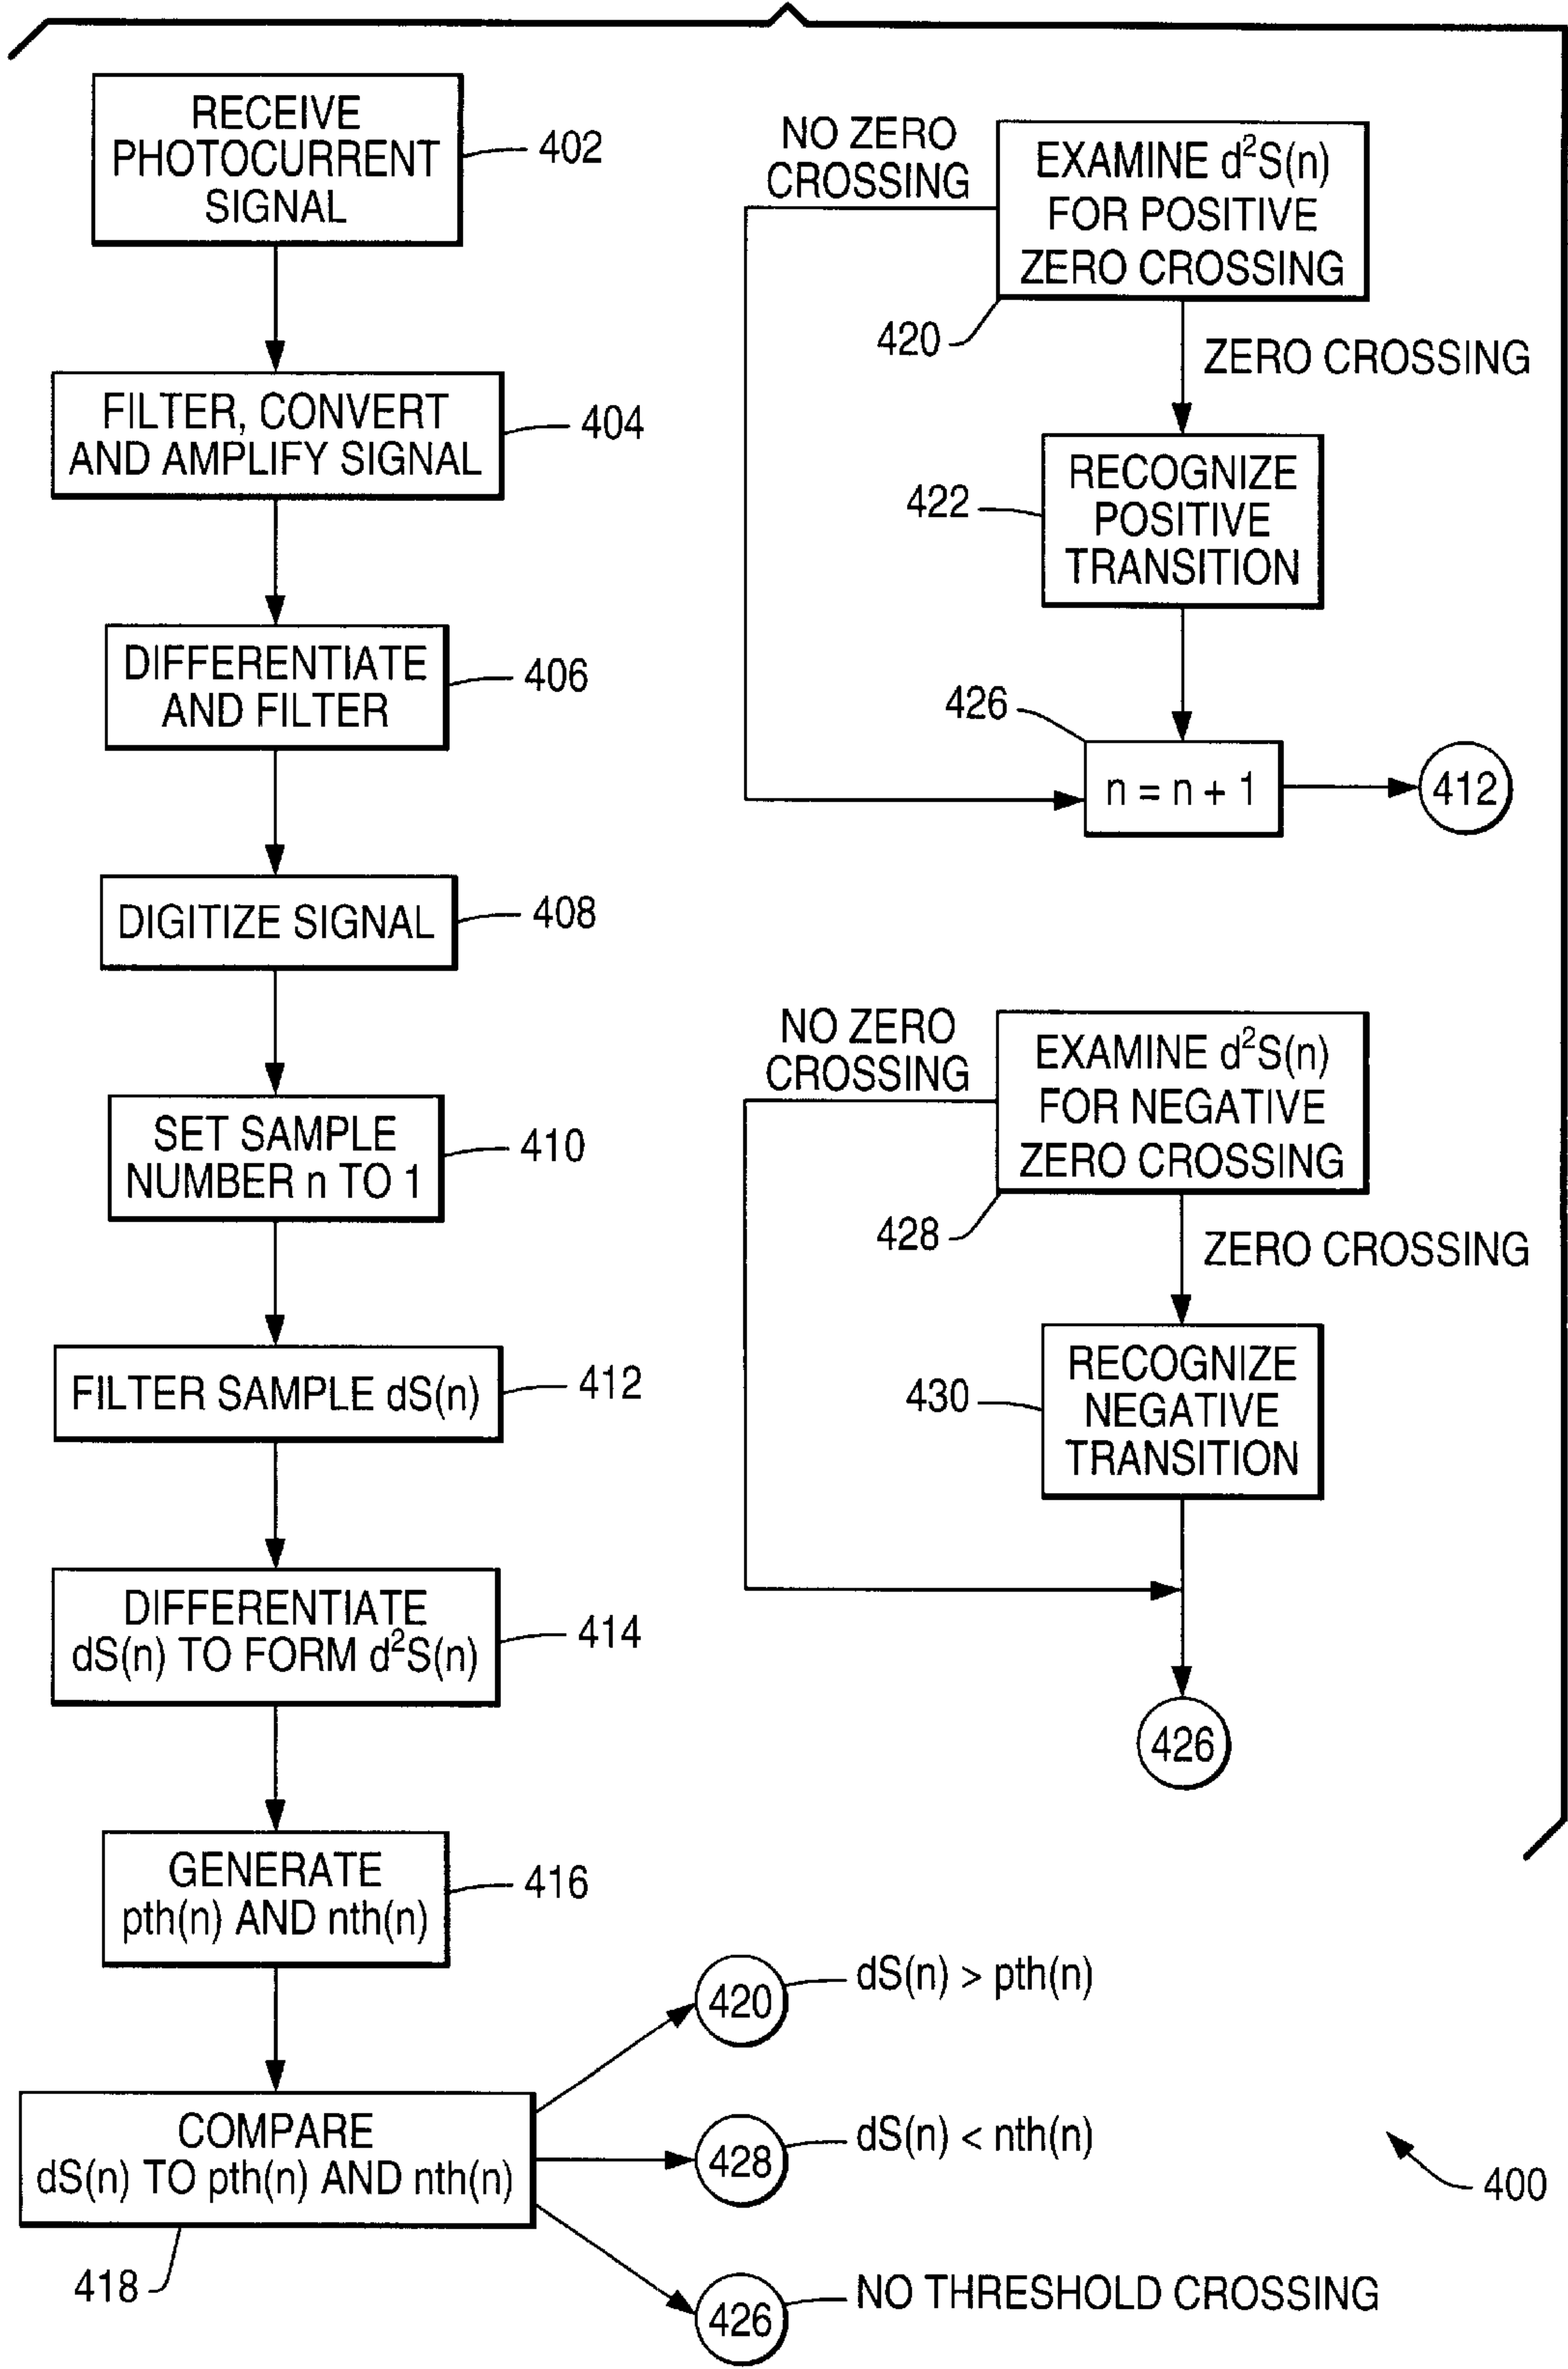 RECEIVE
PHOTOCURRENT
SIGNAL
402
FILTER, CONVERT
AND AMPLIFY SIGNAL
404
DIFFERENTIATE
AND FILTER
406
DIGITIZE SIGNAL
408
SET SAMPLE
NUMBER n TO 1
410
FILTER SAMPLE dS(n)
412
DIFFERENTIATE
dS(n) TO FORM d²S(n)
414
GENERATE
pth(n) AND nth(n)
416
COMPARE
dS(n) TO pth(n) AND nth(n)
418
420
dS(n) > pth(n)
428
dS(n) < nth(n)
426
NO THRESHOLD CROSSING
NO ZERO
CROSSING
EXAMINE d²S(n)
FOR POSITIVE
ZERO CROSSING
420
ZERO CROSSING
RECOGNIZE
POSITIVE
TRANSITION
422
426
n = n + 1
412
NO ZERO
CROSSING
EXAMINE d²S(n)
FOR NEGATIVE
ZERO CROSSING
428
ZERO CROSSING
RECOGNIZE
NEGATIVE
TRANSITION
430
426
400